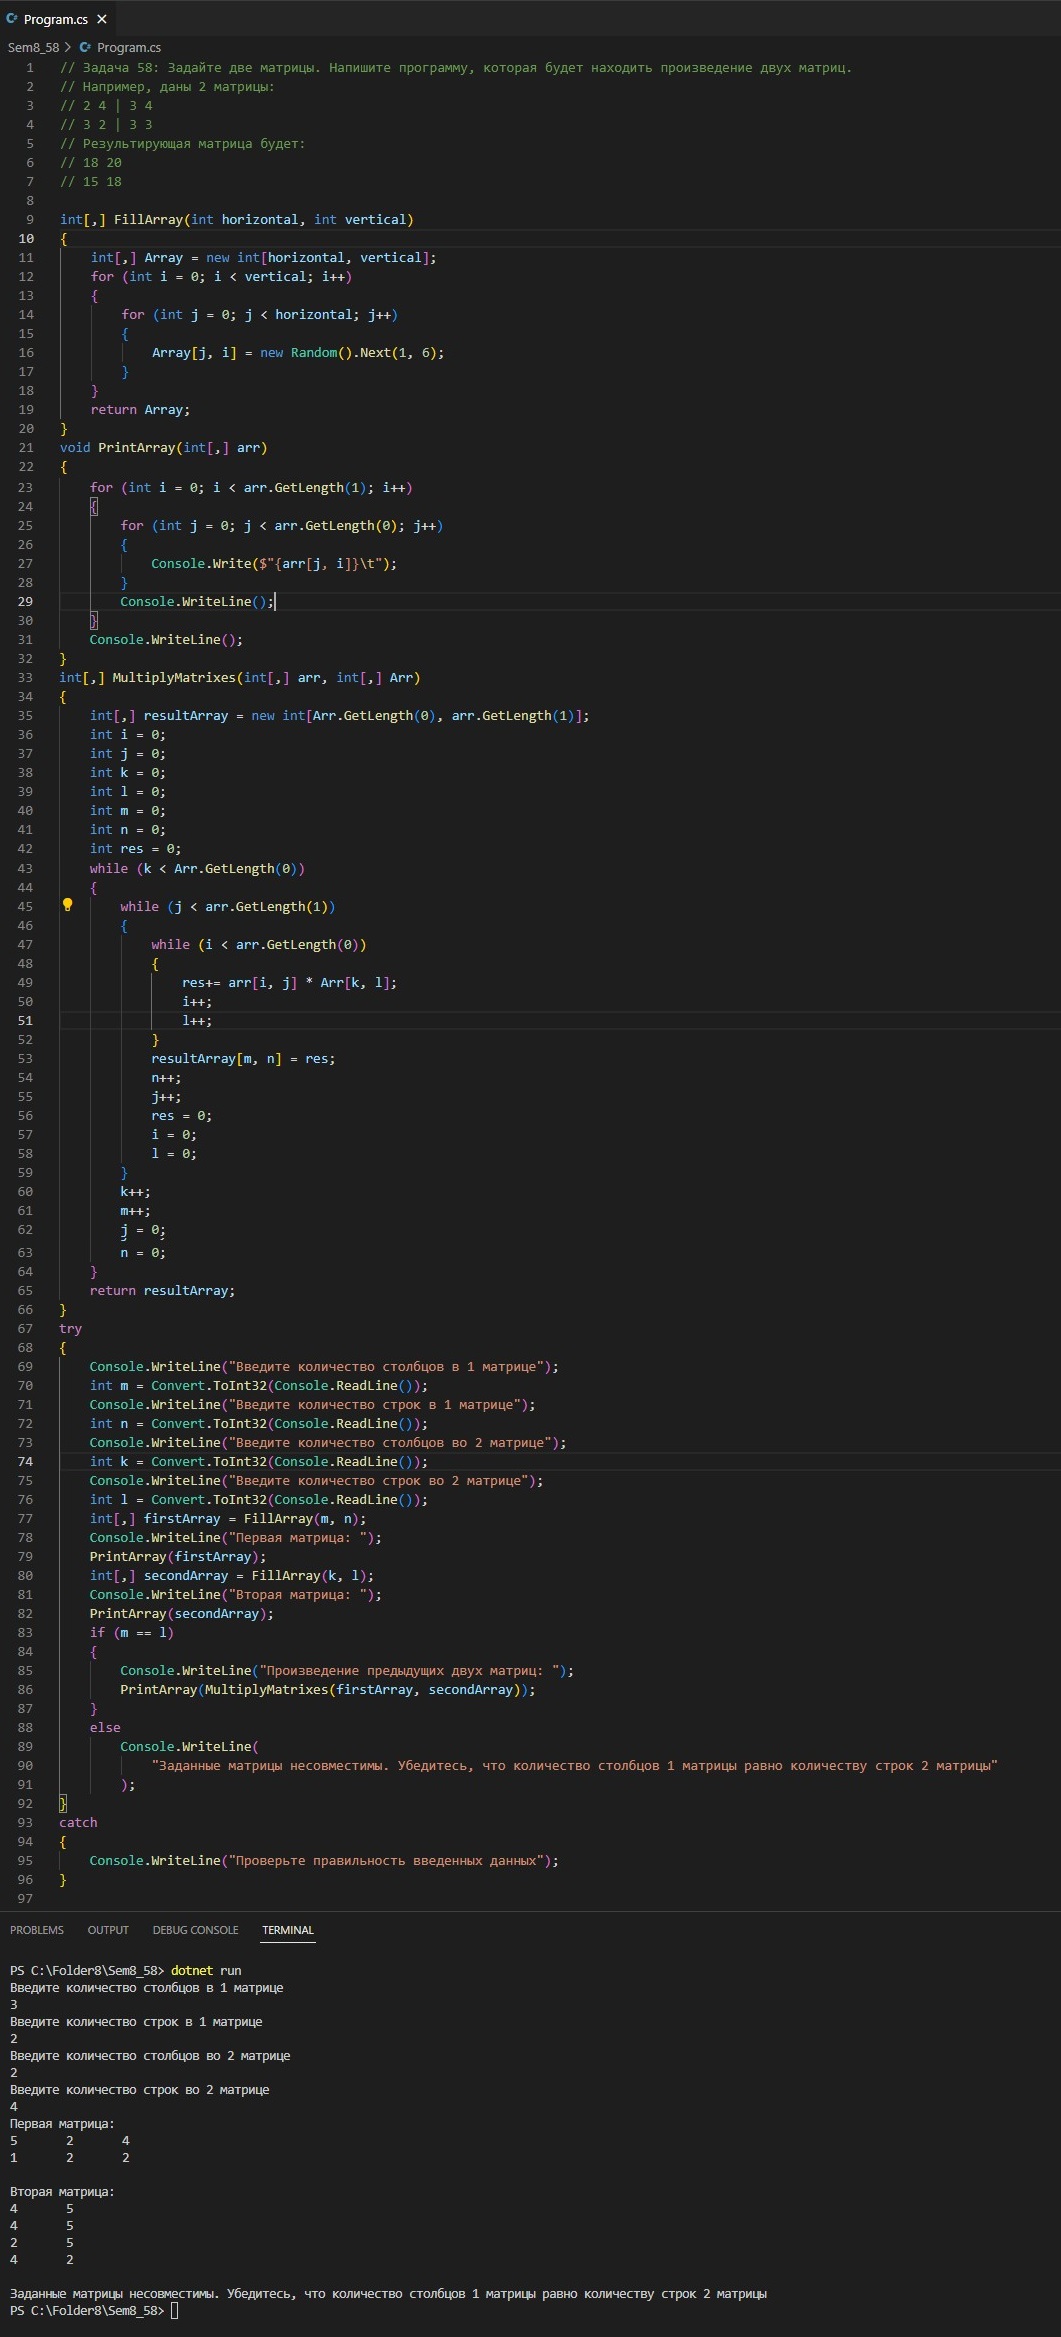 Program.cs
Sem8_58 > Program.cs
1 // Задача 58: Задайте две матрицы. Напишите программу, которая будет находить произведение двух матриц.
2 // Например, даны 2 матрицы:
3 // 2 4 | 3 4
4 // 3 2 | 3 3
5 // Результирующая матрица будет:
6 // 18 20
7 // 15 18
8
9 int[,] FillArray(int horizontal, int vertical)
10 {
11     int[,] Array = new int[horizontal, vertical];
12     for (int i = 0; i < vertical; i++)
13     {
14         for (int j = 0; j < horizontal; j++)
15         {
16             Array[j, i] = new Random().Next(1, 6);
17         }
18     }
19     return Array;
20 }
21 void PrintArray(int[,] arr)
22 {
23     for (int i = 0; i < arr.GetLength(1); i++)
24     {
25         for (int j = 0; j < arr.GetLength(0); j++)
26         {
27             Console.Write($"{arr[j, i]}\t");
28         }
29         Console.WriteLine();
30     }
31     Console.WriteLine();
32 }
33 int[,] MultiplyMatrixes(int[,] arr, int[,] Arr)
34 {
35     int[,] resultArray = new int[Arr.GetLength(0), arr.GetLength(1)];
36     int i = 0;
37     int j = 0;
38     int k = 0;
39     int l = 0;
40     int m = 0;
41     int n = 0;
42     int res = 0;
43     while (k < Arr.GetLength(0))
44     {
45         while (j < arr.GetLength(1))
46         {
47             while (i < arr.GetLength(0))
48             {
49                 res+= arr[i, j] * Arr[k, l];
50                 i++;
51                 l++;
52             }
53             resultArray[m, n] = res;
54             n++;
55             j++;
56             res = 0;
57             i = 0;
58             l = 0;
59         }
60         k++;
61         m++;
62         j = 0;
63         n = 0;
64     }
65     return resultArray;
66 }
67 try
68 {
69     Console.WriteLine("Введите количество столбцов в 1 матрице");
70     int m = Convert.ToInt32(Console.ReadLine());
71     Console.WriteLine("Введите количество строк в 1 матрице");
72     int n = Convert.ToInt32(Console.ReadLine());
73     Console.WriteLine("Введите количество столбцов во 2 матрице");
74     int k = Convert.ToInt32(Console.ReadLine());
75     Console.WriteLine("Введите количество строк во 2 матрице");
76     int l = Convert.ToInt32(Console.ReadLine());
77     int[,] firstArray = FillArray(m, n);
78     Console.WriteLine("Первая матрица: ");
79     PrintArray(firstArray);
80     int[,] secondArray = FillArray(k, l);
81     Console.WriteLine("Вторая матрица: ");
82     PrintArray(secondArray);
83     if (m == l)
84     {
85         Console.WriteLine("Произведение предыдущих двух матриц: ");
86         PrintArray(MultiplyMatrixes(firstArray, secondArray));
87     }
88     else
89         Console.WriteLine(
90             "Заданные матрицы несовместимы. Убедитесь, что количество столбцов 1 матрицы равно количеству строк 2 матрицы"
91         );
92 }
93 catch
94 {
95     Console.WriteLine("Проверьте правильность введенных данных");
96 }
97
PROBLEMS OUTPUT DEBUG CONSOLE TERMINAL
PS C:\Folder8\Sem8_58> dotnet run
Введите количество столбцов в 1 матрице
3
Введите количество строк в 1 матрице
2
Введите количество столбцов во 2 матрице
2
Введите количество строк во 2 матрице
4
Первая матрица:
5 2 4
1 2 2
Вторая матрица:
4 5
4 5
2 5
4 2
Заданные матрицы несовместимы. Убедитесь, что количество столбцов 1 матрицы равно количеству строк 2 матрицы
PS C:\Folder8\Sem8_58>